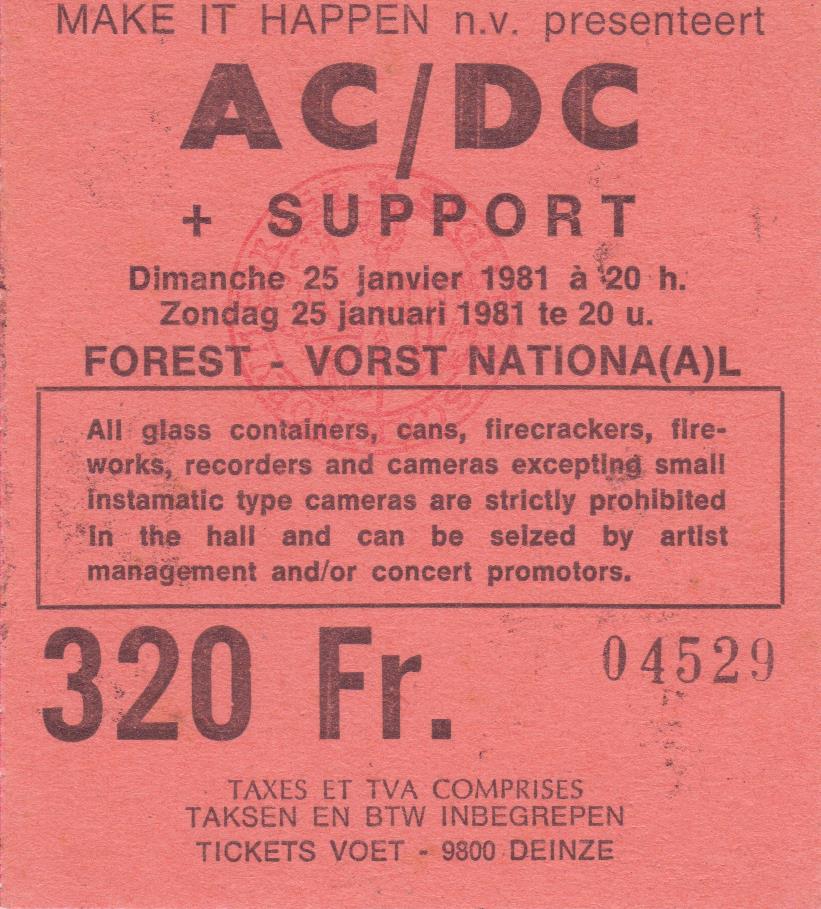 MAKE IT HAPPEN n.v. presenteert
AC/DC
+ SUPPORT
Dimanche 25 janvier 1981 à 20 h.
Zondag 25 januari 1981 te 20 u.
FOREST - VORST NATIONA(A)L
All glass containers, cans, firecrackers, fire-
works, recorders and cameras excepting small
instamatic type cameras are strictly prohibited
in the hall and can be seized by artist
management and/or concert promotors.
320 Fr.
04529
TAXES ET TVA COMPRISES
TAKSEN EN BTW INBEGREPEN
TICKETS VOET - 9800 DEINZE